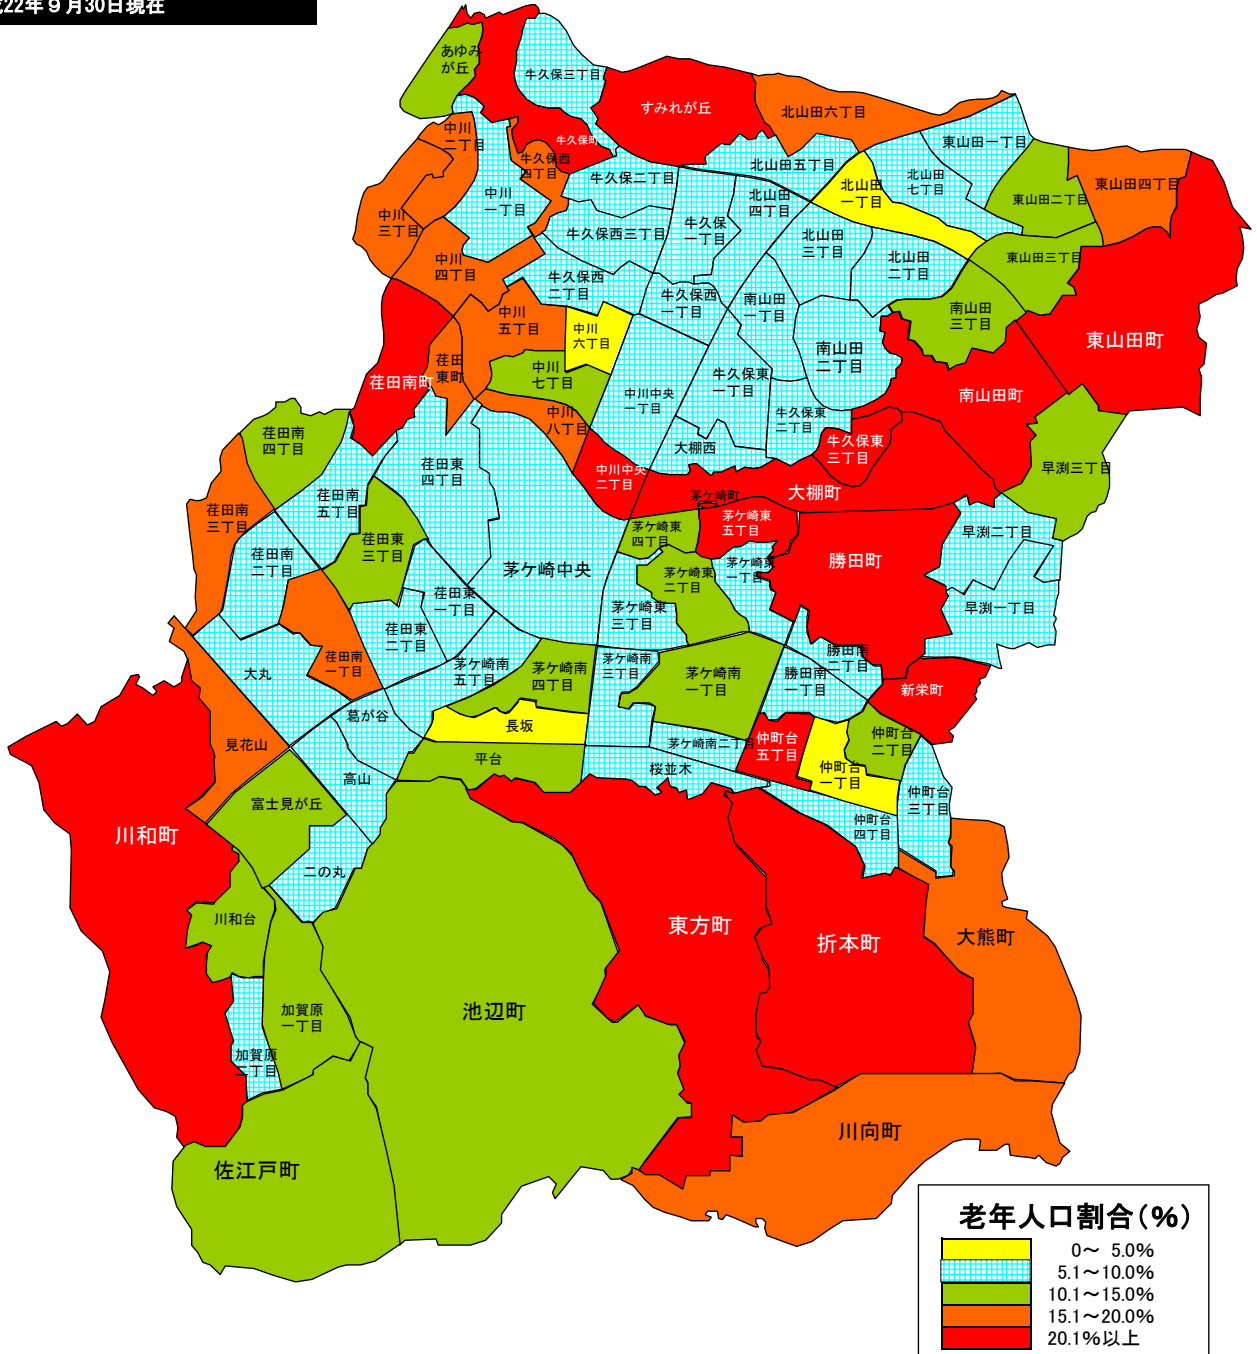 22年９月30日現在
あゆみ
が丘
牛久保三丁目
すみれが丘
北山田六丁目
中川
二丁目
牛久保町
牛久保西
四丁目
北山田五丁目
東山田一丁目
中川
一丁目
牛久保二丁目
北山田
四丁目
北山田
一丁目
北山田
七丁目
東山田二丁目
東山田四丁目
中川
三丁目
牛久保西三丁目
牛久保
一丁目
北山田
三丁目
北山田
二丁目
東山田三丁目
中川
四丁目
牛久保西
二丁目
牛久保西
一丁目
南山田
一丁目
南山田
三丁目
中川
五丁目
中川
六丁目
南山田
二丁目
東山田町
荏田
東町
荏田南町
中川
七丁目
中川中央
一丁目
牛久保東
一丁目
南山田町
中川
八丁目
牛久保東
二丁目
荏田南
四丁目
大棚西
牛久保東
三丁目
荏田東
四丁目
中川中央
二丁目
早渕三丁目
荏田南
五丁目
茅ケ崎町
大棚町
荏田南
三丁目
茅ケ崎東
四丁目
茅ケ崎東
五丁目
早渕二丁目
荏田東
三丁目
荏田南
二丁目
茅ケ崎中央
茅ケ崎東
一丁目
勝田町
茅ケ崎東
二丁目
荏田東
一丁目
茅ケ崎東
三丁目
早渕一丁目
荏田東
二丁目
荏田南
一丁目
大丸
茅ケ崎南
五丁目
茅ケ崎南
四丁目
茅ケ崎南
三丁目
茅ケ崎南
一丁目
勝田南
二丁目
勝田南
一丁目
新栄町
葛が谷
長坂
見花山
茅ケ崎南二丁目
仲町台
五丁目
仲町台
二丁目
平台
桜並木
仲町台
一丁目
高山
富士見が丘
仲町台
三丁目
仲町台
四丁目
川和町
二の丸
川和台
東方町
折本町
大熊町
加賀原
一丁目
池辺町
加賀原
二丁目
川向町
佐江戸町
老年人口割合(％)
0～ 5.0%
5.1～10.0%
10.1～15.0%
15.1～20.0%
20.1%以上